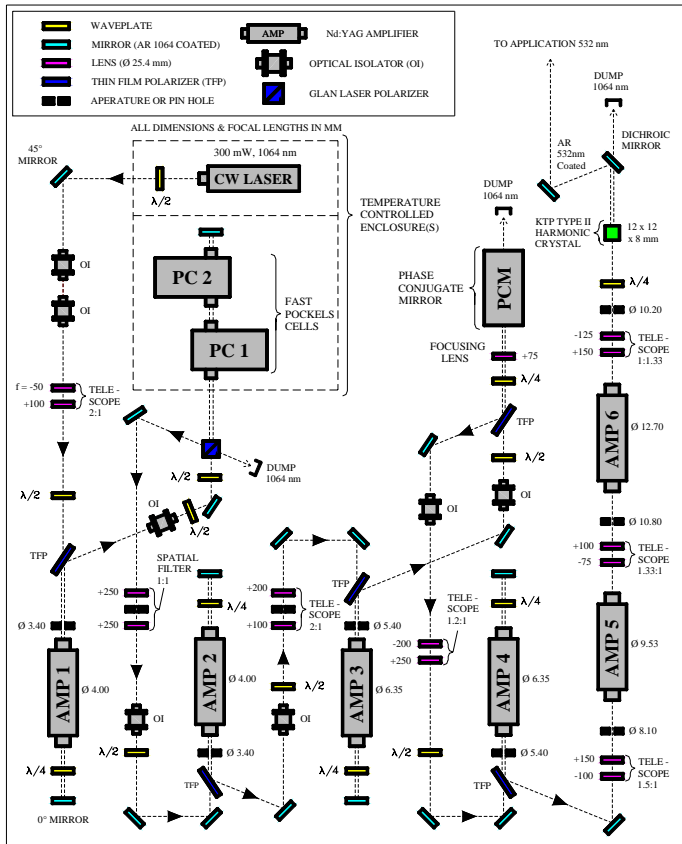 WAVEPLATE
MIRROR (AR 1064 COATED)
LENS (Ø 25.4 mm)
THIN FILM POLARIZER (TFP)
APERATURE OR PIN HOLE
AMP
Nd:YAG AMPLIFIER
OPTICAL ISOLATOR (OI)
GLAN LASER POLARIZER
ALL DIMENSIONS & FOCAL LENGTHS IN MM
45°
MIRROR
300 mW, 1064 nm
CW LASER
λ/2
TEMPERATURE
CONTROLLED
ENCLOSURE(S)
PC 2
PC 1
FAST
POCKELS
CELLS
OI
OI
f = -50
+100
TELE -
SCOPE
2:1
λ/2
TFP
Ø 3.40
AMP 1
Ø 4.00
λ/4
0° MIRROR
DUMP
1064 nm
λ/2
OI
λ/2
SPATIAL
FILTER
1:1
+250
+250
OI
λ/2
λ/4
AMP 2
Ø 4.00
Ø 3.40
TFP
+200
+100
TELE -
SCOPE
2:1
λ/2
OI
TFP
Ø 5.40
AMP 3
Ø 6.35
λ/4
DUMP
1064 nm
PHASE
CONJUGATE
MIRROR
PCM
FOCUSING
LENS
+75
λ/4
TFP
λ/2
OI
OI
TELE -
SCOPE
1.2:1
-200
+250
λ/2
λ/4
AMP 4
Ø 6.35
Ø 5.40
TFP
TO APPLICATION 532 nm
DUMP
1064 nm
DICHROIC
MIRROR
AR
532nm
Coated
KTP TYPE II
HARMONIC
CRYSTAL
12 x 12
x 8 mm
λ/4
Ø 10.20
-125
+150
TELE -
SCOPE
1:1.33
AMP 6
Ø 12.70
Ø 10.80
+100
-75
TELE -
SCOPE
1.33:1
AMP 5
Ø 9.53
Ø 8.10
+150
-100
TELE -
SCOPE
1.5:1